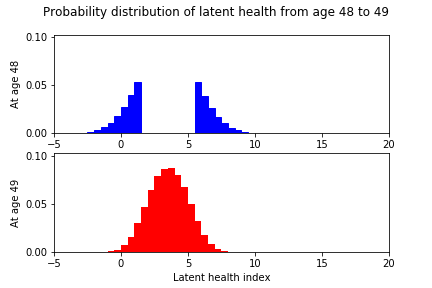 Probability distribution of latent health from age 48 to 49
0.10
0.05
0.00
At age 48
-5 0 5 10 15 20
0.10
0.05
0.00
At age 49
−5 0 5 10 15 20
Latent health index